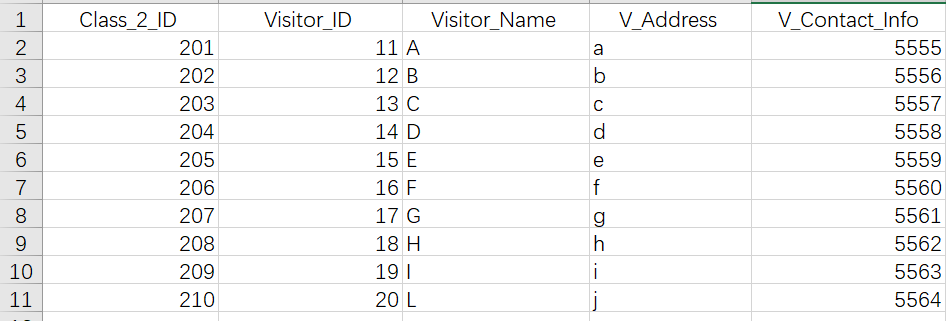 1 Class_2_ID Visitor_ID Visitor_Name V_Address V_Contact_Info
2 201 11 A a 5555
3 202 12 B b 5556
4 203 13 C c 5557
5 204 14 D d 5558
6 205 15 E e 5559
7 206 16 F f 5560
8 207 17 G g 5561
9 208 18 H h 5562
10 209 19 I i 5563
11 210 20 L j 5564